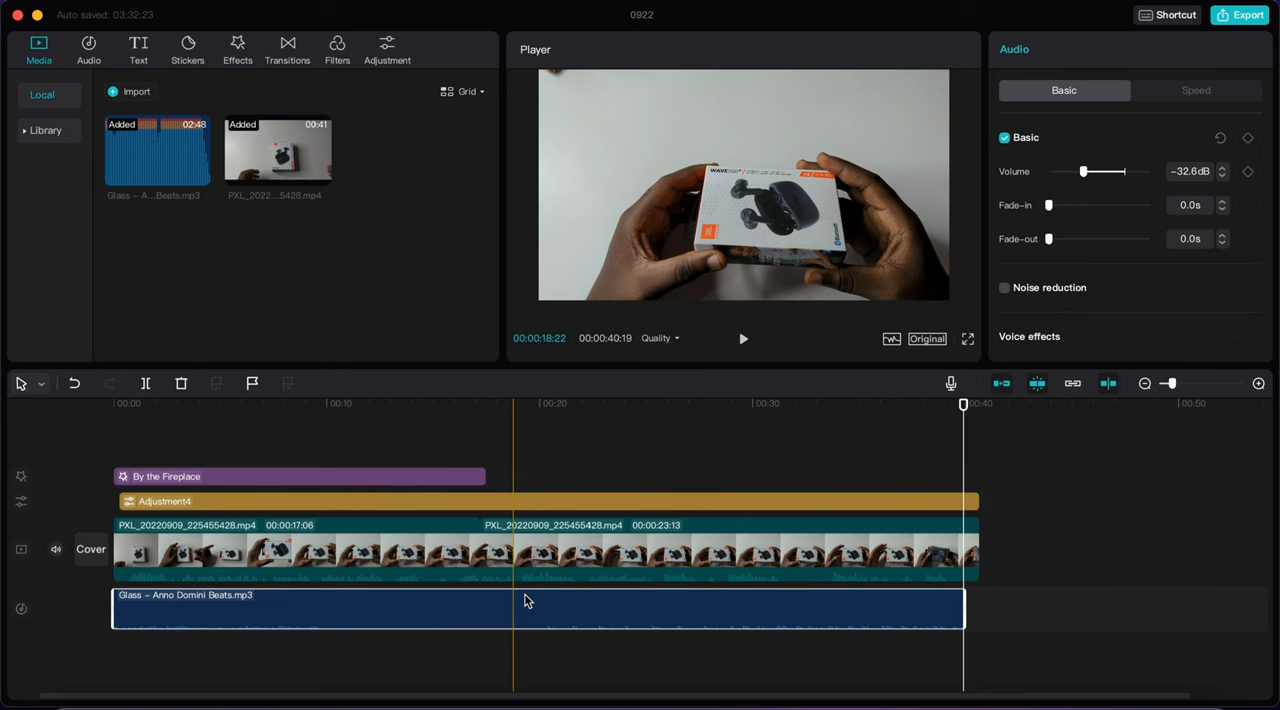 Auto saved: 03:32:23
0922
Shortcut
Export
Media
Audio
TI
Text
Stickers
Effects
Transitions
Filters
Adjustment
Local
Library
Import
Grid
Added
02:48
Glass – A...Beats.mp3
Added
00:41
PXL_2022...5428.mp4
Player
WAVE200
JBL
Bluetooth
00:00:18:22
00:00:40:19
Quality
Original
Audio
Basic
Speed
Basic
Volume
-32.6dB
Fade-in
0.0s
Fade-out
0.0s
Noise reduction
Voice effects
00:00
00:10
00:20
00:30
00:40
00:50
By the Fireplace
Adjustment4
PXL_20220909_225455428.mp4 00:00:17:06
PXL_20220909_225455428.mp4 00:00:23:13
Cover
Glass – Anno Domini Beats.mp3